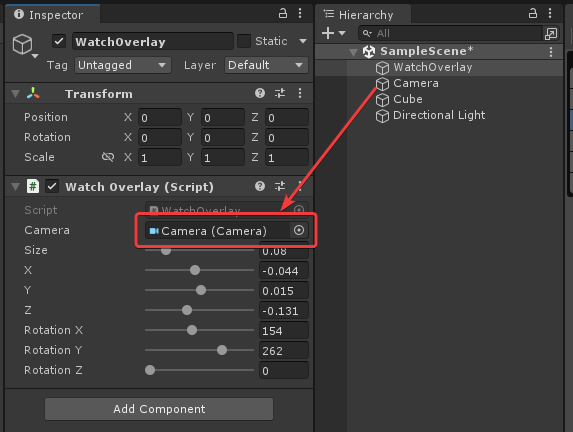 Inspector
WatchOverlay Static
Tag Untagged Layer Default
Transform
Position X 0 Y 0 Z 0
Rotation X 0 Y 0 Z 0
Scale X 1 Y 1 Z 1
Watch Overlay (Script)
Script WatchOverlay
Camera Camera (Camera)
Size 0.08
X -0.044
Y 0.015
Z -0.131
Rotation X 154
Rotation Y 262
Rotation Z 0
Add Component
Hierarchy
All
SampleScene*
WatchOverlay
Camera
Cube
Directional Light